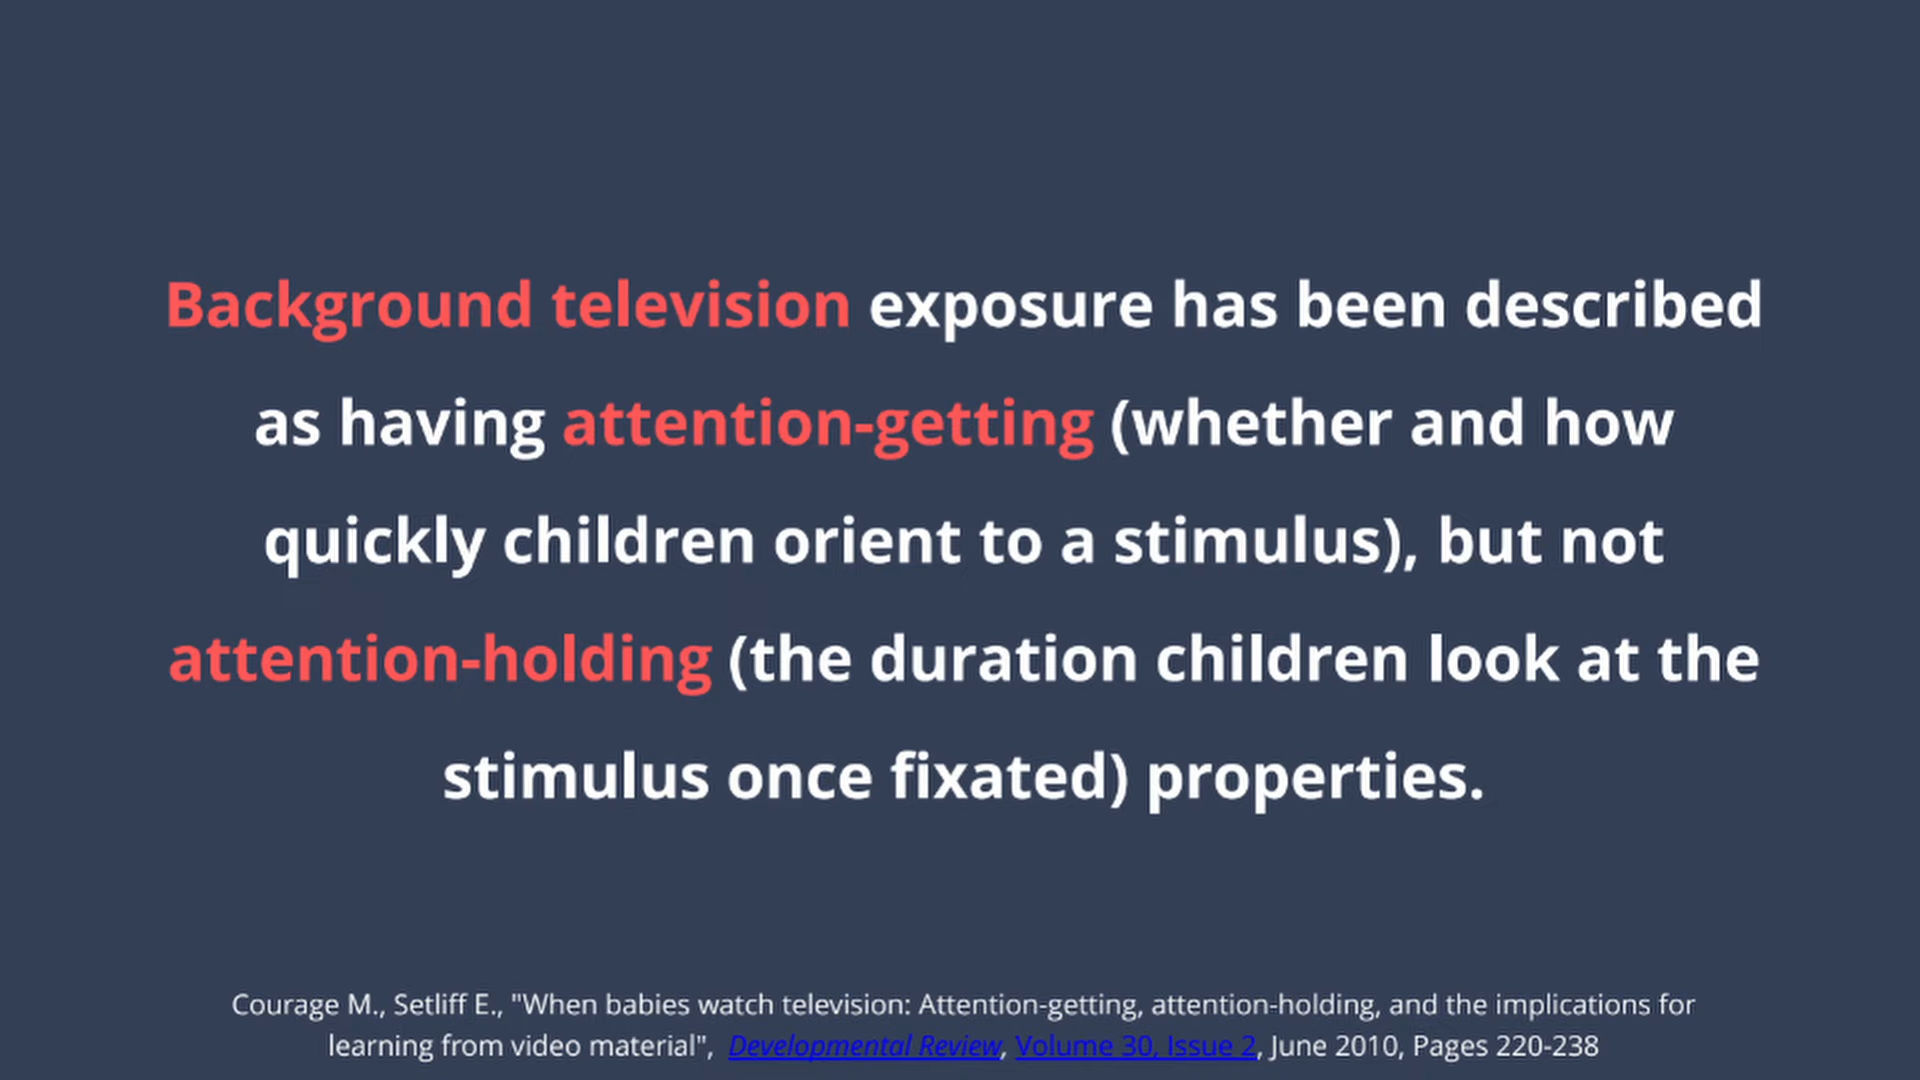 Background television exposure has been described
as having attention-getting (whether and how
quickly children orient to a stimulus), but not
attention-holding (the duration children look at the
stimulus once fixated) properties.
Courage M., Setliff E., "When babies watch television: Attention-getting, attention-holding, and the implications for
learning from video material", Developmental Review, Volume 30, Issue 2, June 2010, Pages 220-238